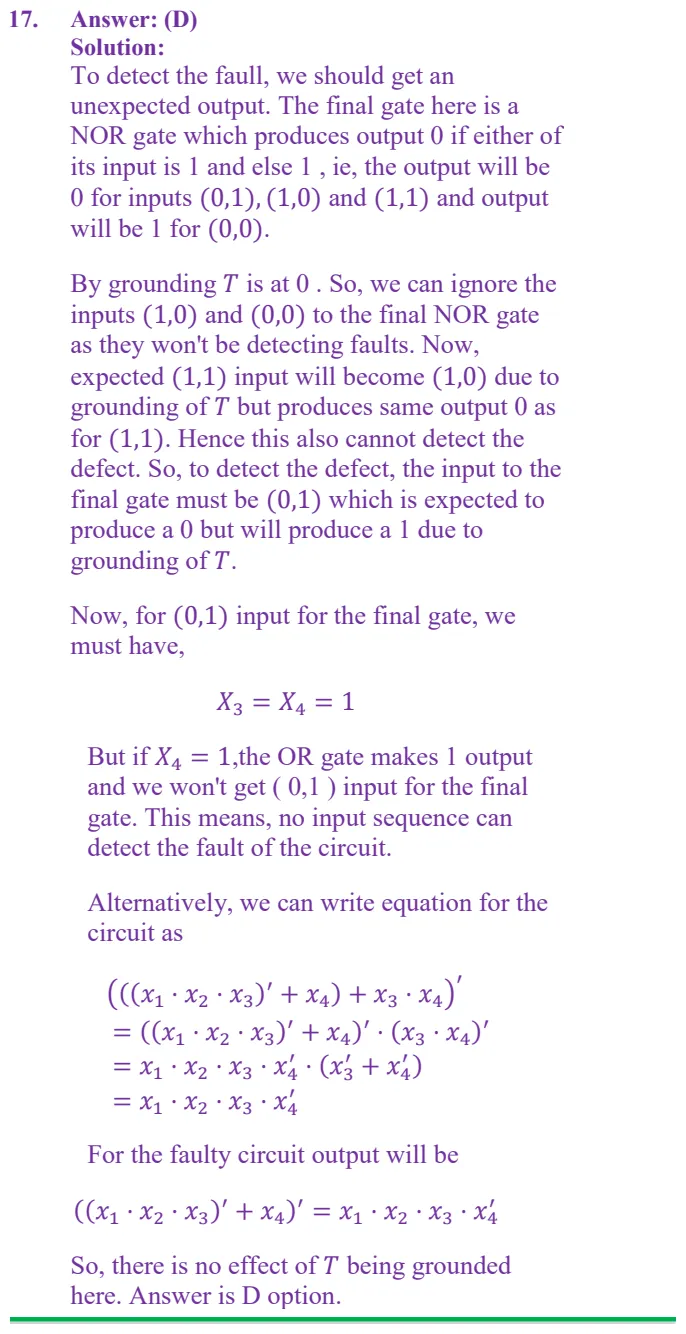 17. Answer: (D)
Solution:
To detect the faull, we should get an
unexpected output. The final gate here is a
NOR gate which produces output 0 if either of
its input is 1 and else 1 , ie, the output will be
0 for inputs (0,1), (1,0) and (1,1) and output
will be 1 for (0,0).
By grounding T is at 0 . So, we can ignore the
inputs (1,0) and (0,0) to the final NOR gate
as they won't be detecting faults. Now,
expected (1,1) input will become (1,0) due to
grounding of T but produces same output 0 as
for (1,1). Hence this also cannot detect the
defect. So, to detect the defect, the input to the
final gate must be (0,1) which is expected to
produce a 0 but will produce a 1 due to
grounding of T.
Now, for (0,1) input for the final gate, we
must have,
X₃ = X₄ = 1
But if X₄ = 1,the OR gate makes 1 output
and we won't get ( 0,1 ) input for the final
gate. This means, no input sequence can
detect the fault of the circuit.
Alternatively, we can write equation for the
circuit as
(((x₁ · x₂ · x₃)′ + x₄) + x₃ · x₄)′
= ((x₁ · x₂ · x₃)′ + x₄)′ · (x₃ · x₄)′
= x₁ · x₂ · x₃ · x₄′ · (x₃′ + x₄′)
= x₁ · x₂ · x₃ · x₄′
For the faulty circuit output will be
((x₁ · x₂ · x₃)′ + x₄)′ = x₁ · x₂ · x₃ · x₄′
So, there is no effect of T being grounded
here. Answer is D option.